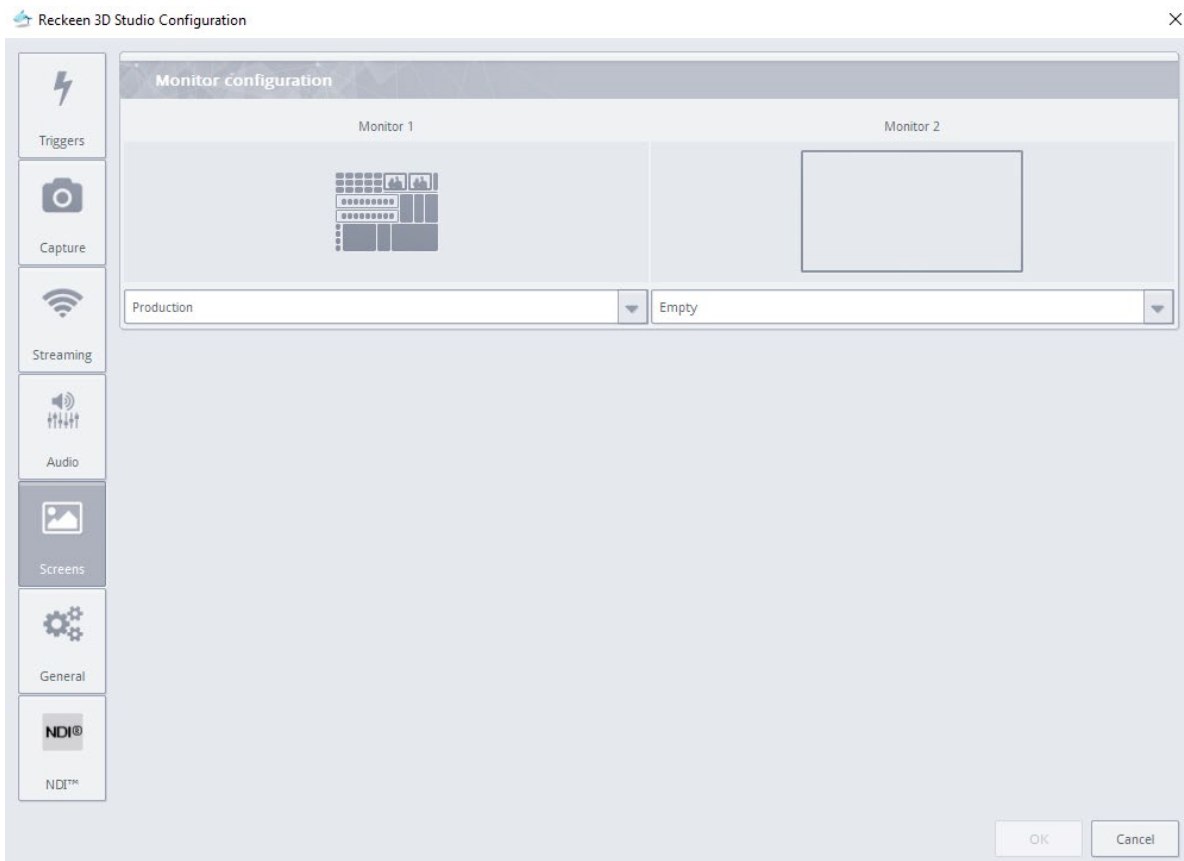 Reckeen 3D Studio Configuration
Triggers
Capture
Streaming
Audio
Screens
General
NDI®
NDI™
Monitor configuration
Monitor 1
Monitor 2
Production
Empty
OK
Cancel